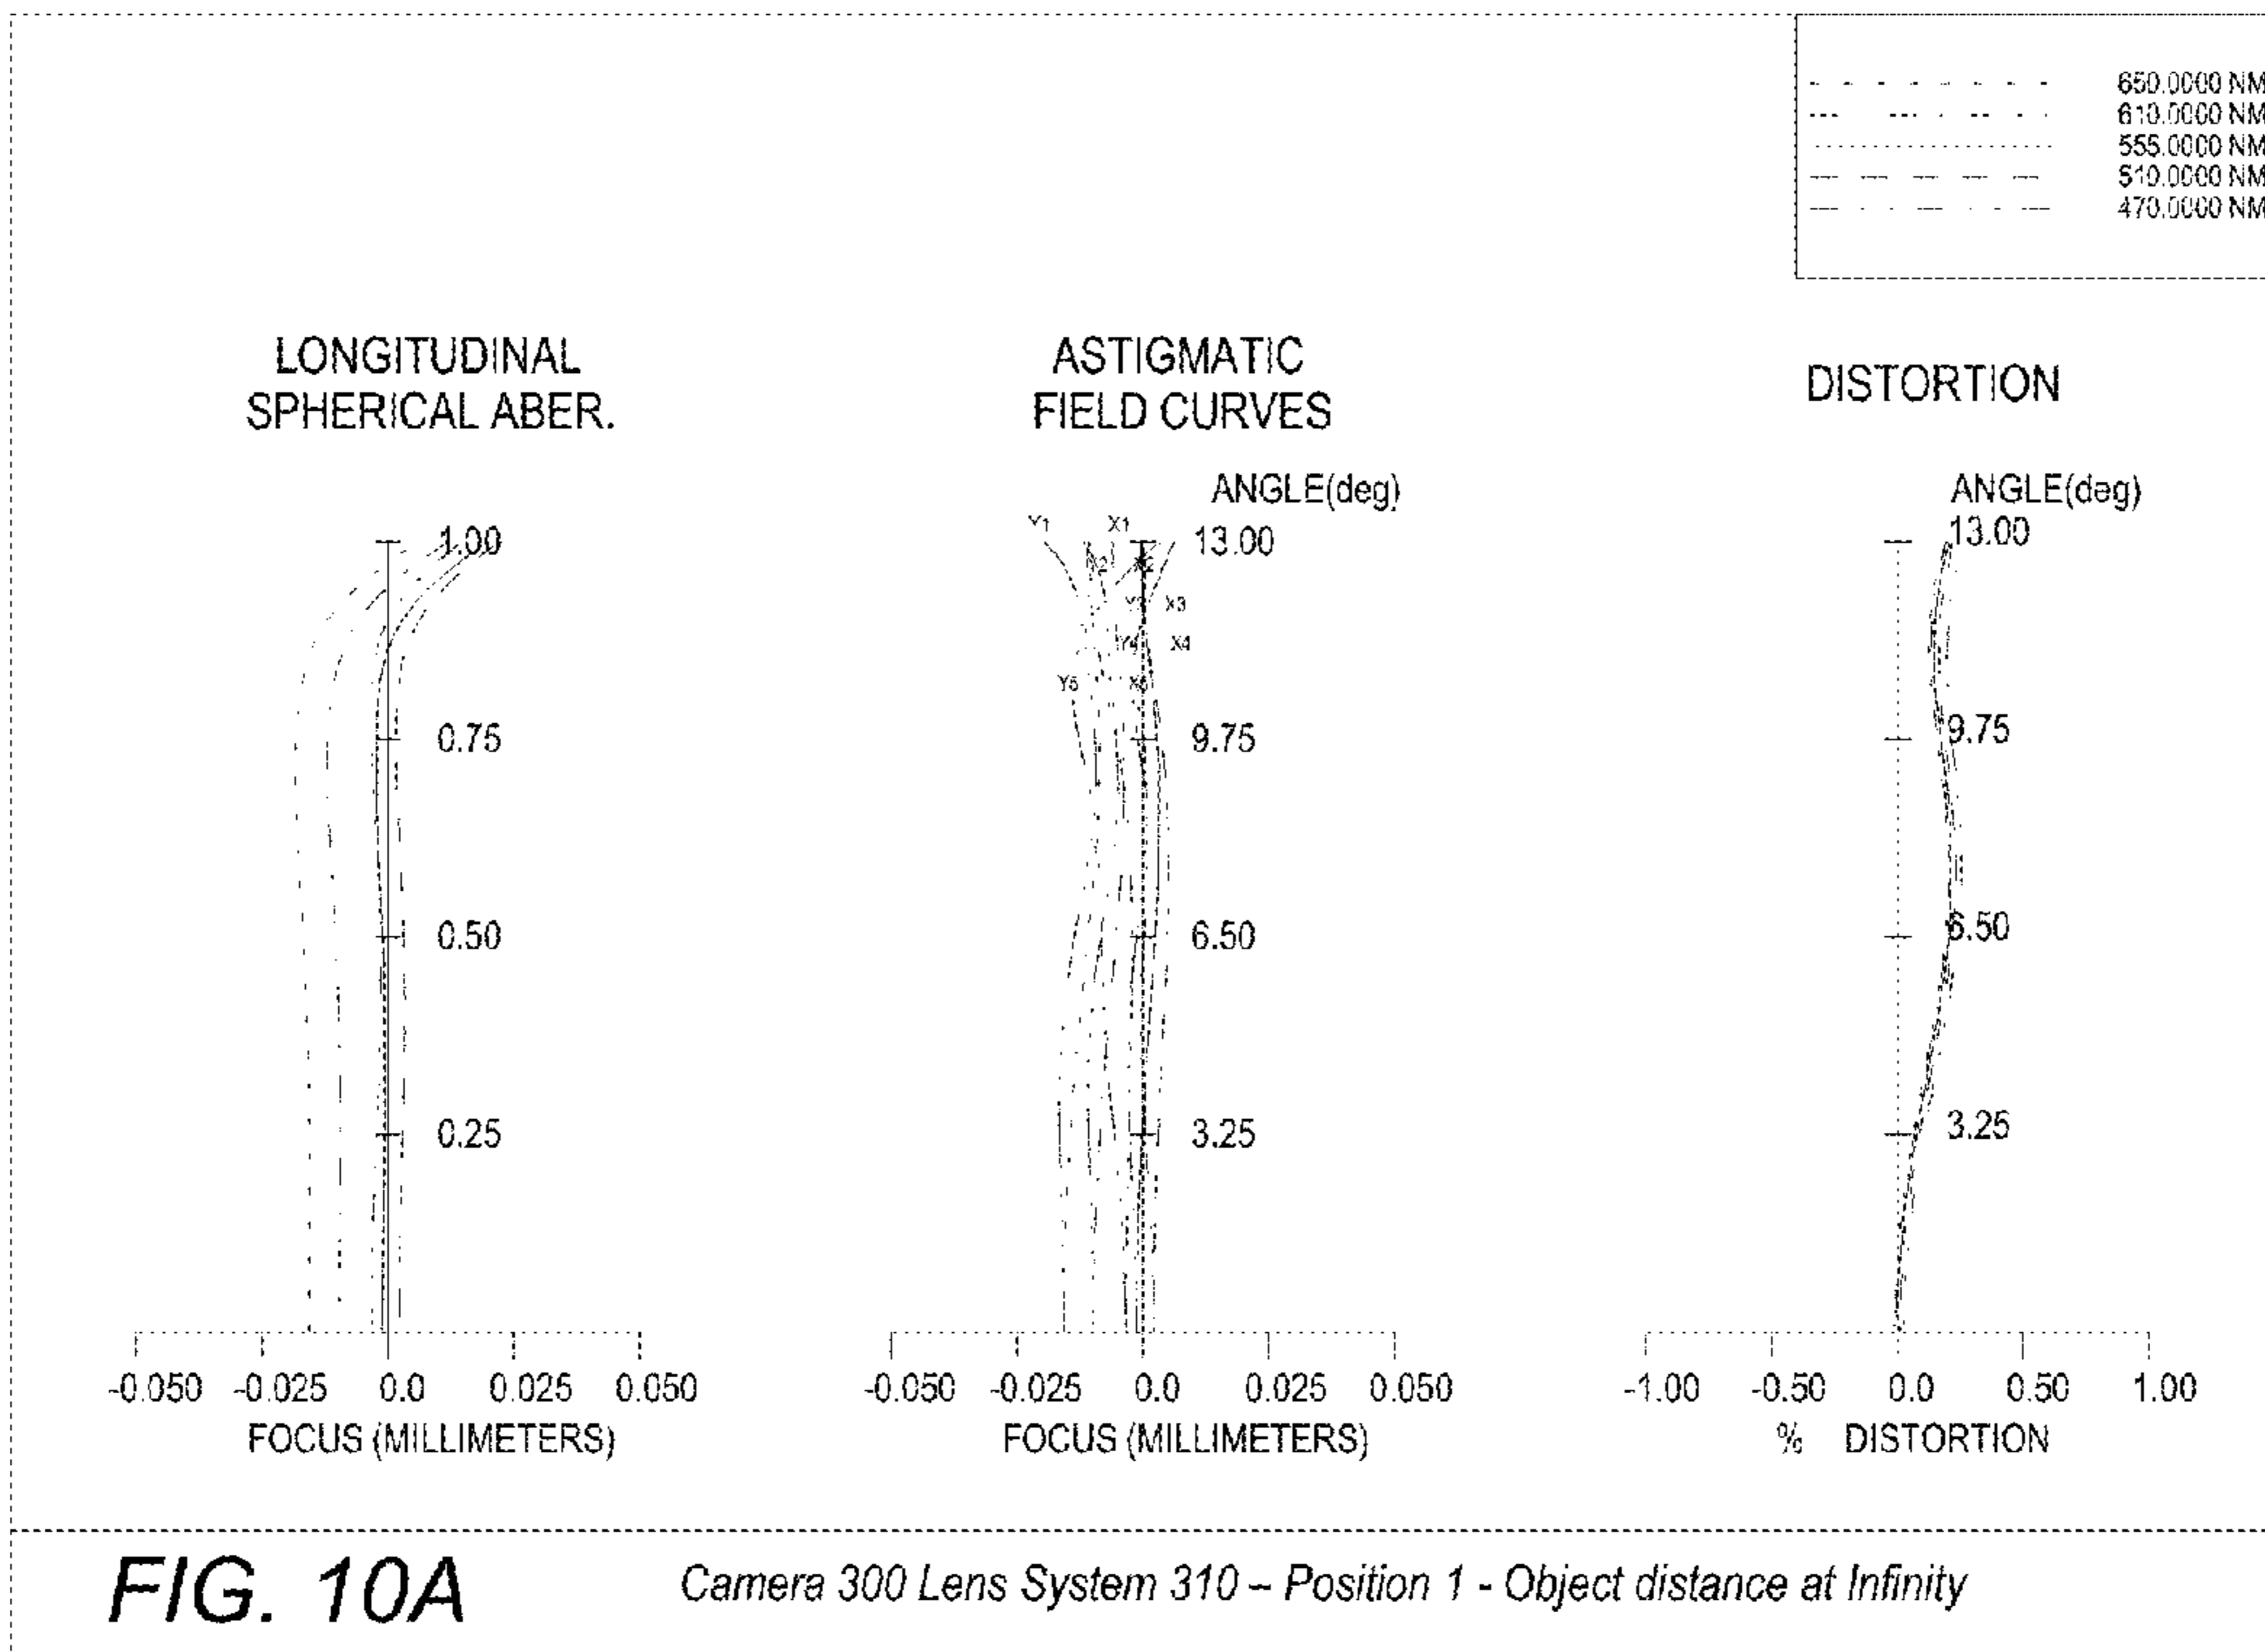 650.0000 NM
610.0000 NM
555.0000 NM
510.0000 NM
470.0000 NM
LONGITUDINAL
SPHERICAL ABER.
1.00
0.75
0.50
0.25
-0.050 -0.025 0.0 0.025 0.050
FOCUS (MILLIMETERS)
ASTIGMATIC
FIELD CURVES
ANGLE(deg)
Y1 X1
13.00
X3
Y4 X4
Y5
9.75
6.50
3.25
-0.050 -0.025 0.0 0.025 0.050
FOCUS (MILLIMETERS)
DISTORTION
ANGLE(deg)
13.00
9.75
6.50
3.25
-1.00 -0.50 0.0 0.50 1.00
% DISTORTION
FIG. 10A
Camera 300 Lens System 310 – Position 1 - Object distance at Infinity